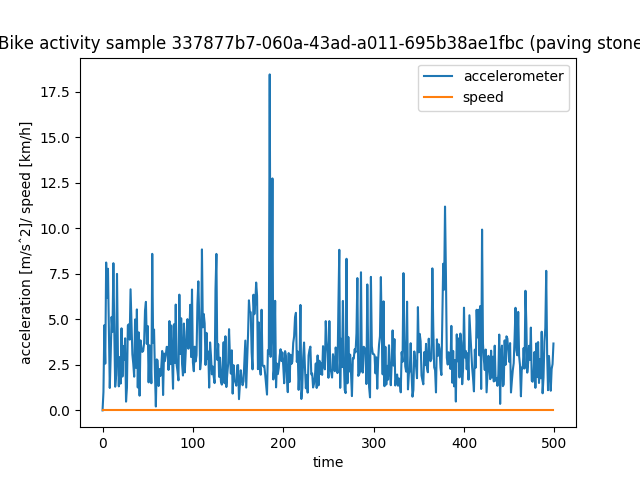 Bike activity sample 337877b7-060a-43ad-a011-695b38ae1fbc (paving stone
accelerometer
speed
acceleration [m/s^2]/ speed [km/h]
17.5
15.0
12.5
10.0
7.5
5.0
2.5
0.0
0 100 200 300 400 500
time